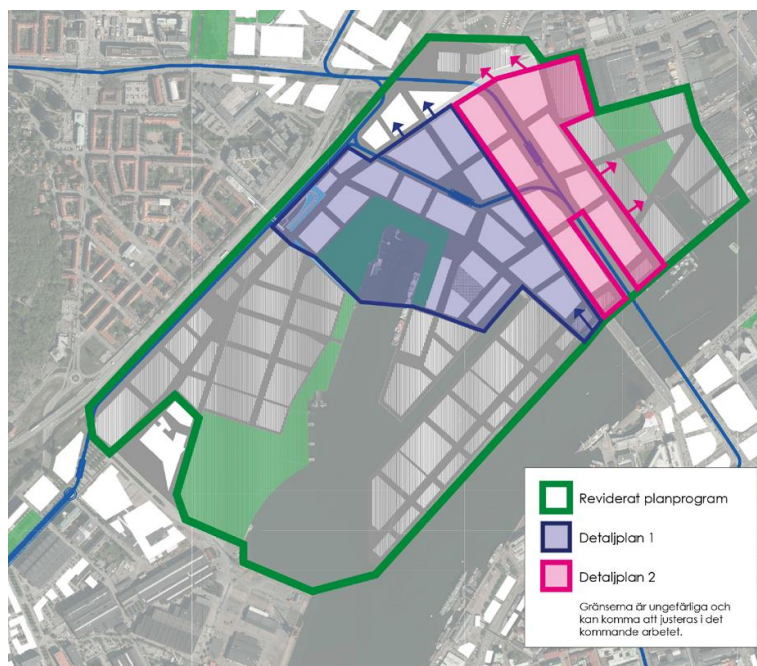 Reviderat planprogram
Detaljplan 1
Detaljplan 2
Gränserna är ungefärliga och
kan komma att justeras i det
kommande arbetet.